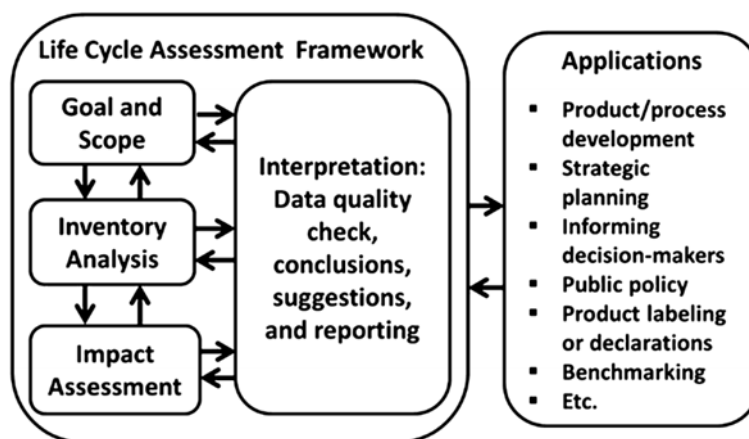 Life Cycle Assessment Framework
Goal and
Scope
Inventory
Analysis
Impact
Assessment
Interpretation:
Data quality
check,
conclusions,
suggestions,
and reporting
Applications
▪ Product/process
development
▪ Strategic
planning
▪ Informing
decision-makers
▪ Public policy
▪ Product labeling
or declarations
▪ Benchmarking
▪ Etc.